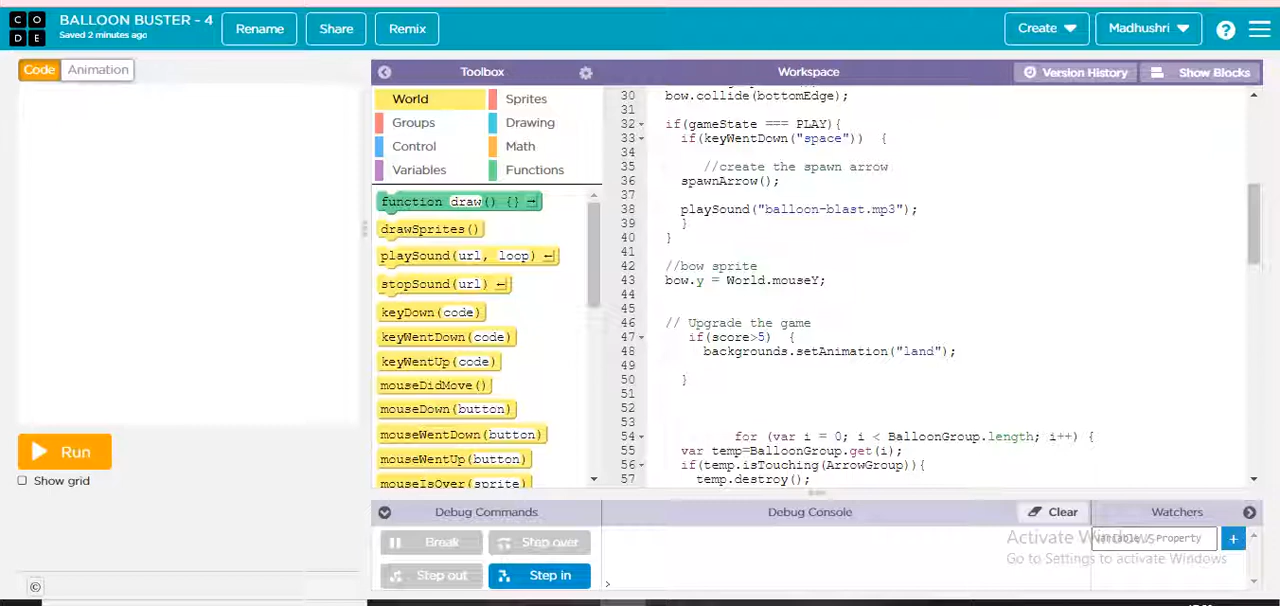 CODE
BALLOON BUSTER - 4
Saved 2 minutes ago
Rename
Share
Remix
Create
Madhushri
?
Code
Animation
Toolbox
Workspace
Version History
Show Blocks
World
Sprites
Groups
Drawing
Control
Math
Variables
Functions
function draw() {}
drawSprites()
playSound(url, loop)
stopSound(url)
keyDown(code)
keyWentDown(code)
keyWentUp(code)
mouseDidMove()
mouseDown(button)
mouseWentDown(button)
mouseWentUp(button)
mouseIsOver(sprite)
30 bow.collide(bottomEdge);
31
32 if(gameState === PLAY){
33 if(keyWentDown("space")) {
34
35 //create the spawn arrow
36 spawnArrow();
37
38 playSound("balloon-blast.mp3");
39 }
40 }
41
42 //bow sprite
43 bow.y = World.mouseY;
44
45
46 // Upgrade the game
47 if(score>5) {
48 backgrounds.setAnimation("land");
49
50 }
51
52
53
54 for (var i = 0; i < BalloonGroup.length; i++) {
55 var temp=BalloonGroup.get(i);
56 if(temp.isTouching(ArrowGroup)){
57 temp.destroy();
Run
Show grid
Debug Commands
Debug Console
Clear
Watchers
Break
Step over
Step out
Step in
Variable / Property
+
>
©
Activate Windows
Go to Settings to activate Windows